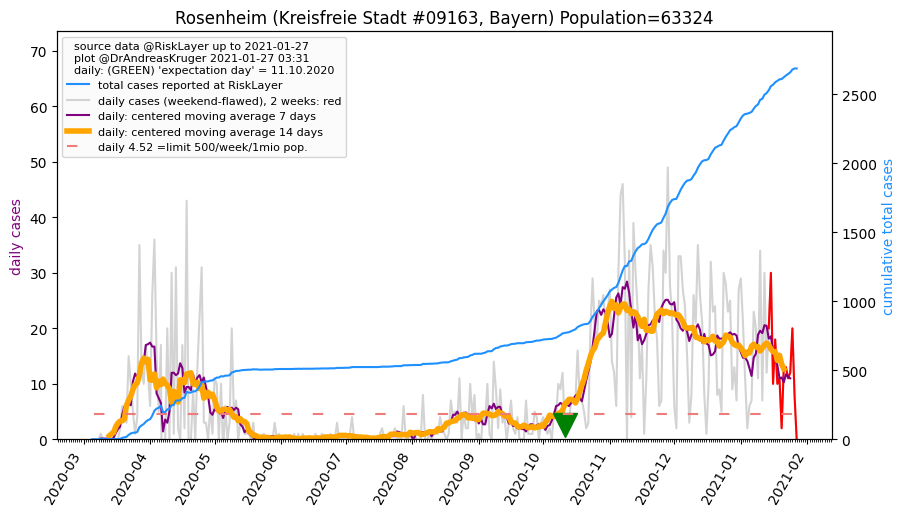 Rosenheim (Kreisfreie Stadt #09163, Bayern) Population=63324
source data @RiskLayer up to 2021-01-27
plot @DrAndreasKruger 2021-01-27 03:31
daily: (GREEN) 'expectation day' = 11.10.2020
total cases reported at RiskLayer
daily cases (weekend-flawed), 2 weeks: red
daily: centered moving average 7 days
daily: centered moving average 14 days
daily 4.52 =limit 500/week/1mio pop.
daily cases
70
60
50
40
30
20
10
0
cumulative total cases
2500
2000
1500
1000
500
0
2020-03
2020-04
2020-05
2020-06
2020-07
2020-08
2020-09
2020-10
2020-11
2020-12
2021-01
2021-02